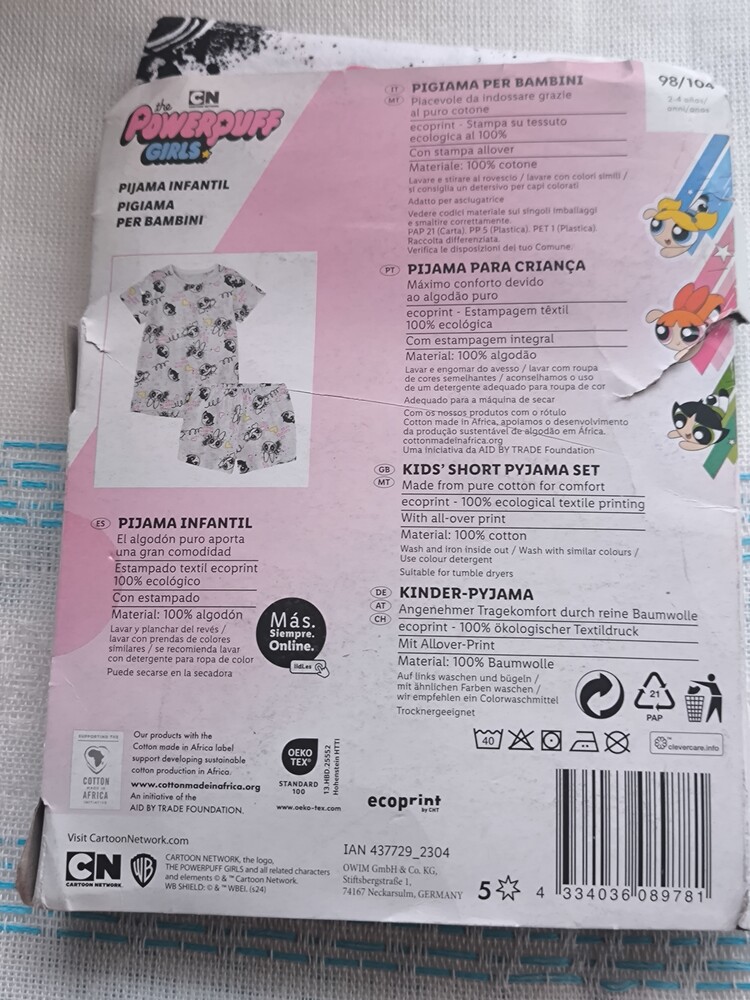 CN
the
POWERPUFF
GIRLS
PIJAMA INFANTIL
PIGIAMA
PER BAMBINI
ES PIJAMA INFANTIL
El algodón puro aporta
una gran comodidad
Estampado textil ecoprint
100% ecológico
Con estampado
Material: 100% algodón
Lavar y planchar del revés /
lavar con prendas de colores
similares / se recomienda lavar
con detergente para ropa de color
Puede secarse en la secadora
Más.
Siempre.
Online.
lidl.es
98/104
2-4 años/
anni/anos
IT PIGIAMA PER BAMBINI
MT Piacevole da indossare grazie
al puro cotone
ecoprint - Stampa su tessuto
ecologica al 100%
Con stampa allover
Materiale: 100% cotone
Lavare e stirare al rovescio / lavare con colori simili /
si consiglia un detersivo per capi colorati
Adatto per asciugatrice
Vedere codici materiale sui singoli imballaggi
e smaltire correttamente.
PAP 21 (Carta). PP 5 (Plastica). PET 1 (Plastica).
Raccolta differenziata.
Verifica le disposizioni del tuo Comune.
PT PIJAMA PARA CRIANÇA
Máximo conforto devido
ao algodão puro
ecoprint - Estampagem têxtil
100% ecológica
Com estampagem integral
Material: 100% algodão
Lavar e engomar do avesso / lavar com roupa
de cores semelhantes / aconselhamos o uso
de um detergente adequado para roupa de cor
Adequado para a máquina de secar
Com os nossos produtos com o rótulo
Cotton made in Africa, apoiamos o desenvolvimento
da produção sustentável de algodão em África.
cottonmadeinafrica.org
Uma iniciativa da AID BY TRADE Foundation
GB KIDS' SHORT PYJAMA SET
MT Made from pure cotton for comfort
ecoprint - 100% ecological textile printing
With all-over print
Material: 100% cotton
Wash and iron inside out / Wash with similar colours /
Use colour detergent
Suitable for tumble dryers
DE KINDER-PYJAMA
AT Angenehmer Tragekomfort durch reine Baumwolle
CH ecoprint - 100% ökologischer Textildruck
Mit Allover-Print
Material: 100% Baumwolle
Auf links waschen und bügeln /
mit ähnlichen Farben waschen /
wir empfehlen ein Colorwaschmittel
Trocknergeeignet
21
PAP
40
clevercare.info
SUPPORTING THE
COTTON
MADE IN
AFRICA
INITIATIVE
Our products with the
Cotton made in Africa label
support developing sustainable
cotton production in Africa.
www.cottonmadeinafrica.org
An initiative of the
AID BY TRADE FOUNDATION.
OEKO
TEX®
STANDARD
100
13.HBD.25552
Hohenstein HTTI
www.oeko-tex.com
ecoprint
by CHT
Visit CartoonNetwork.com
CN
CARTOON NETWORK.
WB
CARTOON NETWORK, the logo,
THE POWERPUFF GIRLS and all related characters
and elements © & ™ Cartoon Network.
WB SHIELD: © & ™ WBEI. (s24)
IAN 437729_2304
OWIM GmbH & Co. KG,
Stiftsbergstraße 1,
74167 Neckarsulm, GERMANY
5
4 334036 089781